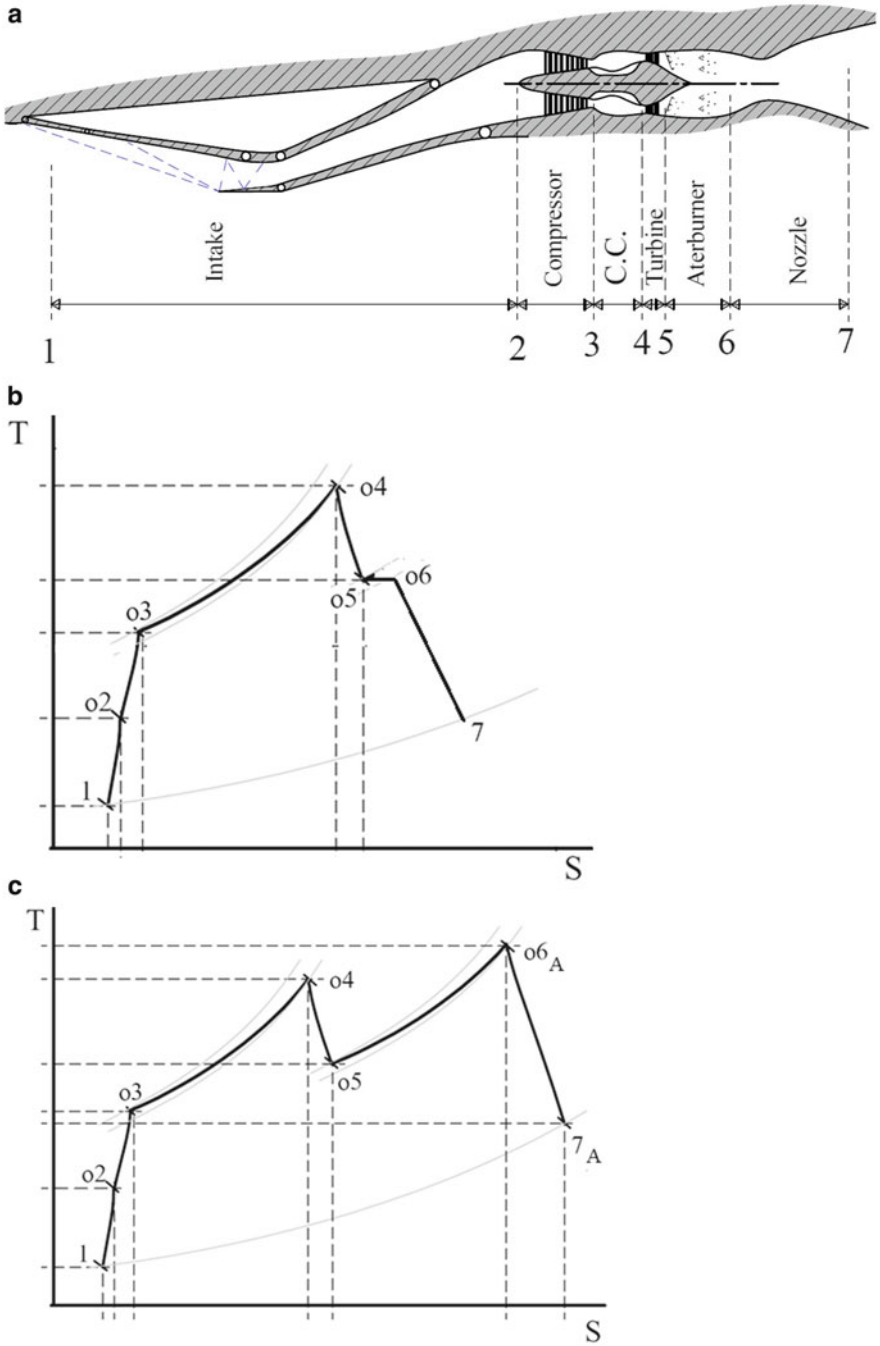 a
Intake
Compressor
C.C.
Turbine
Aterburner
Nozzle
1 2 3 4 5 6 7
b
T
o4
o6
o5
o3
o2
7
1
S
c
T
o6A
o4
o5
o3
7A
o2
1
S